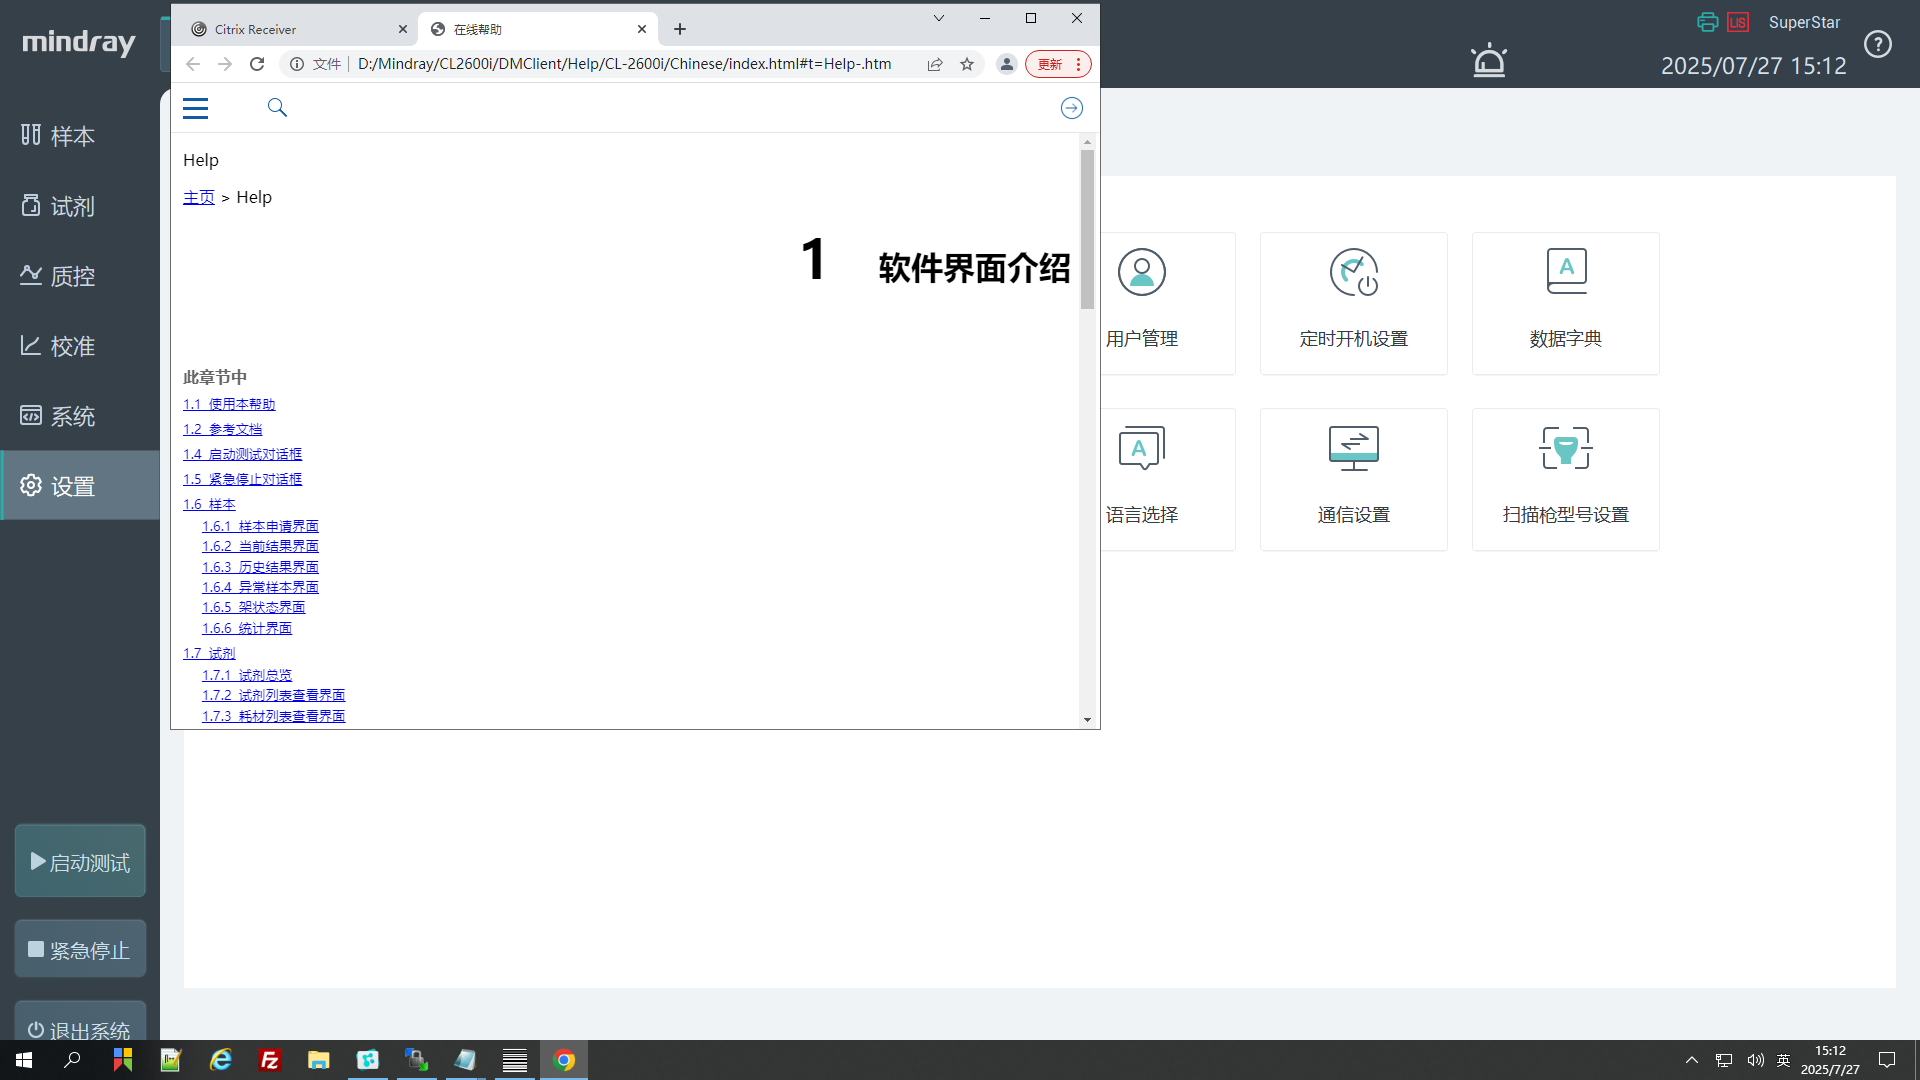 mindray
样本
试剂
质控
校准
系统
设置
启动测试
紧急停止
退出系统
Citrix Receiver
在线帮助
文件
D:/Mindray/CL2600i/DMClient/Help/CL-2600i/Chinese/index.html#t=Help-.htm
更新
Help
主页 > Help
1 软件界面介绍
此章节中
1.1 使用本帮助
1.2 参考文档
1.4 启动测试对话框
1.5 紧急停止对话框
1.6 样本
1.6.1 样本申请界面
1.6.2 当前结果界面
1.6.3 历史结果界面
1.6.4 异常样本界面
1.6.5 架状态界面
1.6.6 统计界面
1.7 试剂
1.7.1 试剂总览
1.7.2 试剂列表查看界面
1.7.3 耗材列表查看界面
LIS
SuperStar
2025/07/27 15:12
用户管理
定时开机设置
数据字典
语言选择
通信设置
扫描枪型号设置
英
15:12
2025/7/27